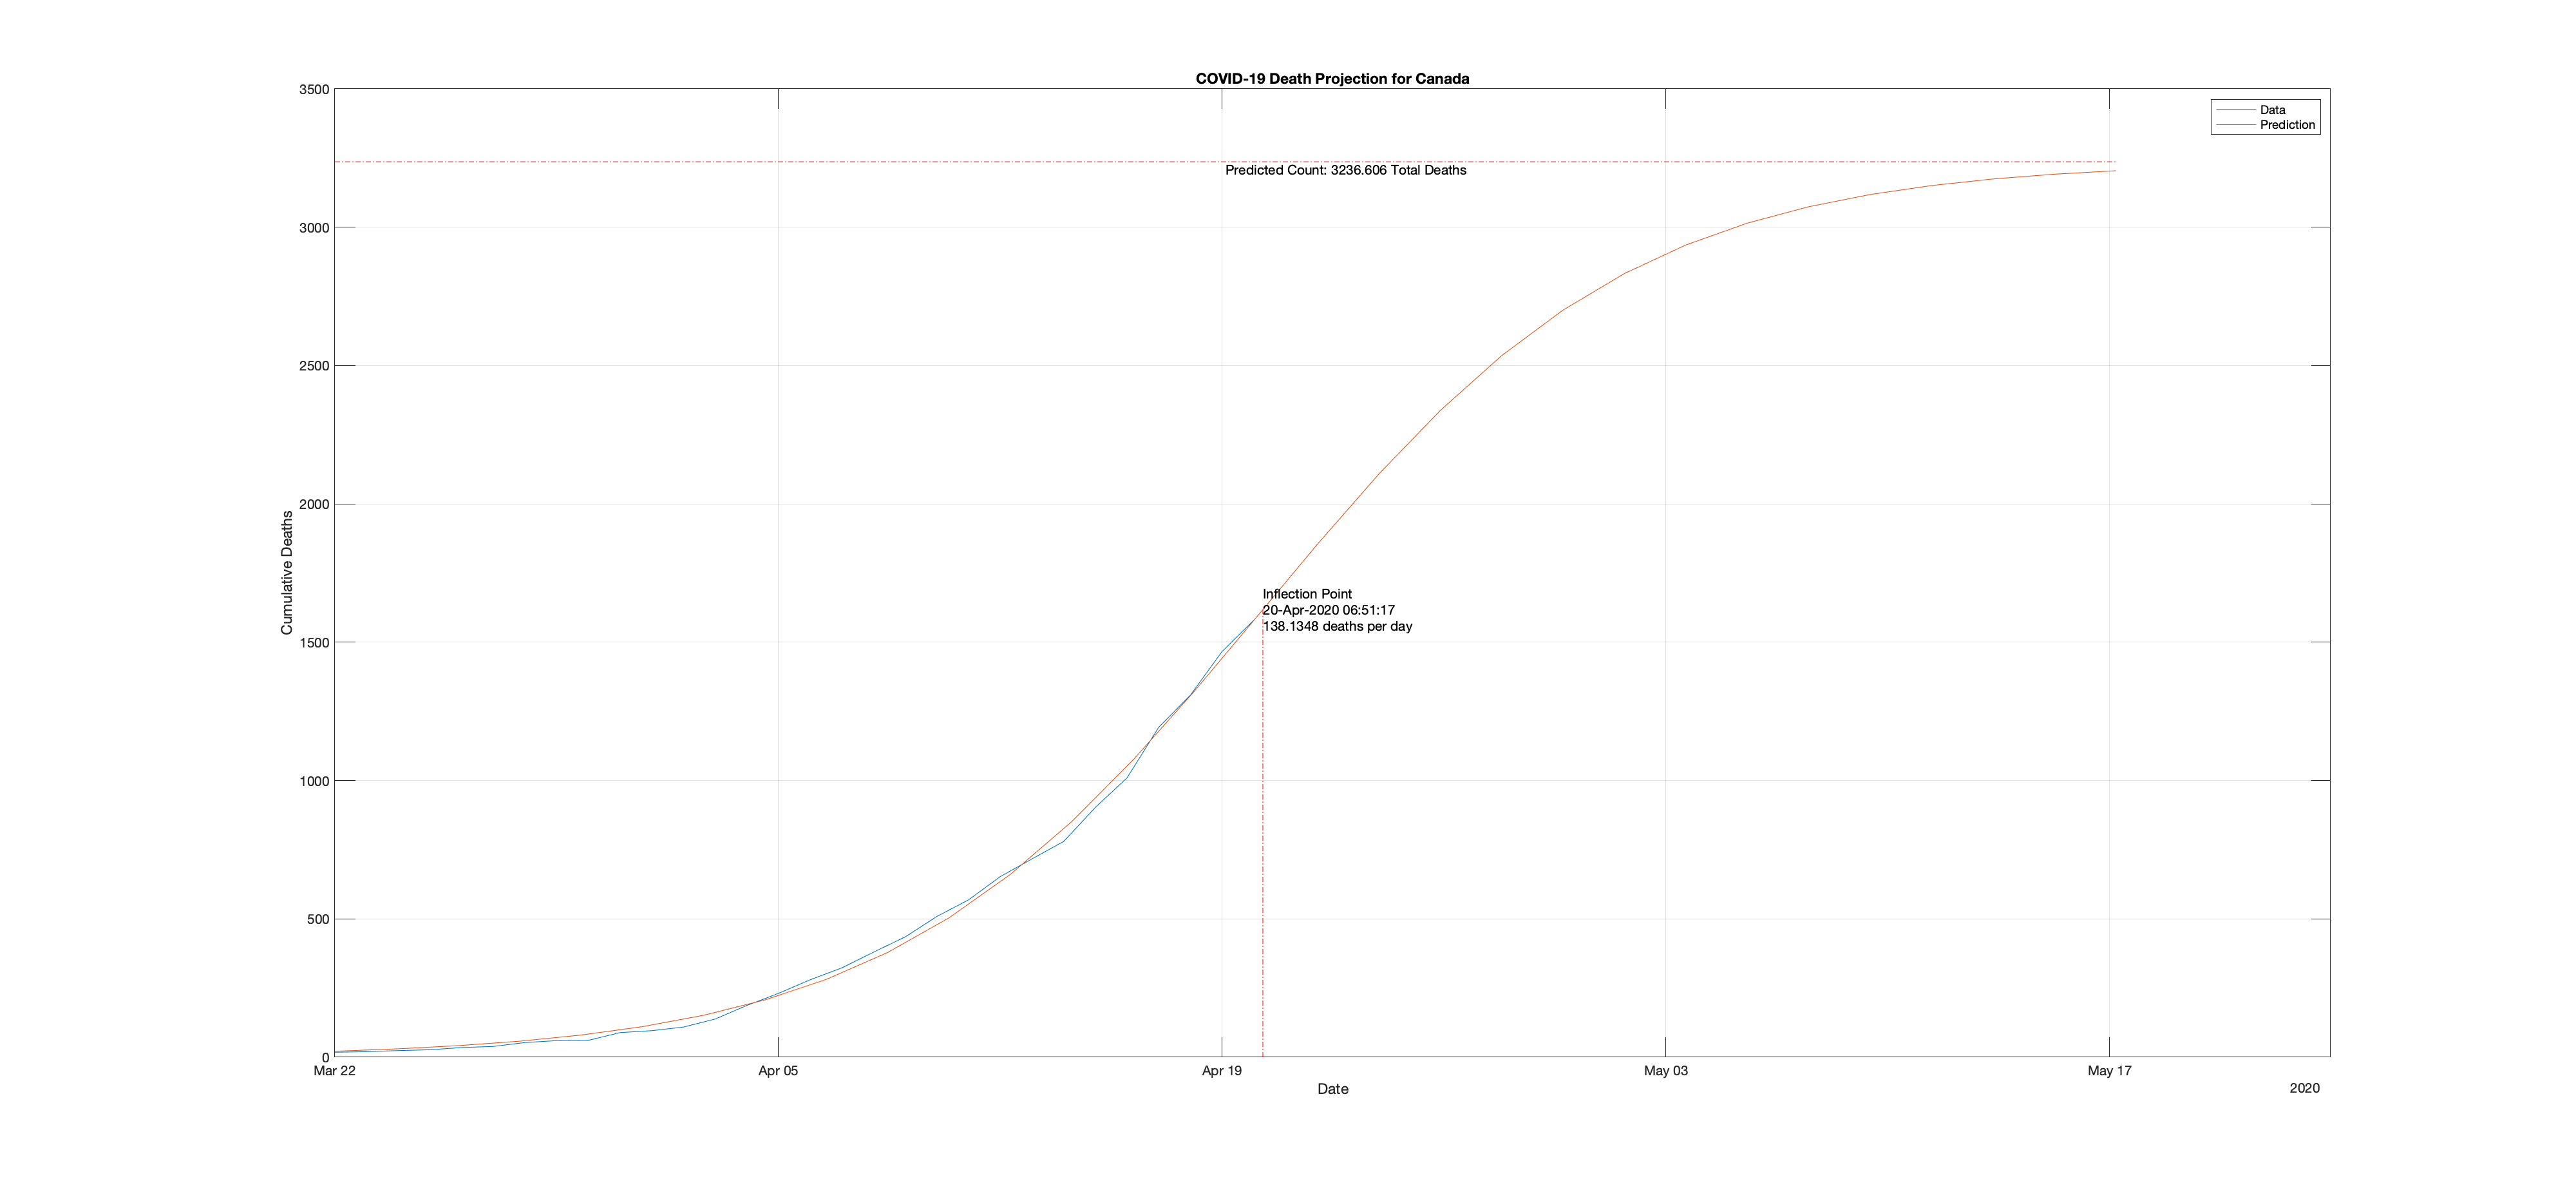 COVID-19 Death Projection for Canada
3500
Data
Prediction
Predicted Count: 3236.606 Total Deaths
3000
2500
2000
Cumulative Deaths
Inflection Point
20-Apr-2020 06:51:17
138.1348 deaths per day
1500
1000
500
0
Mar 22
Apr 05
Apr 19
May 03
May 17
Date
2020